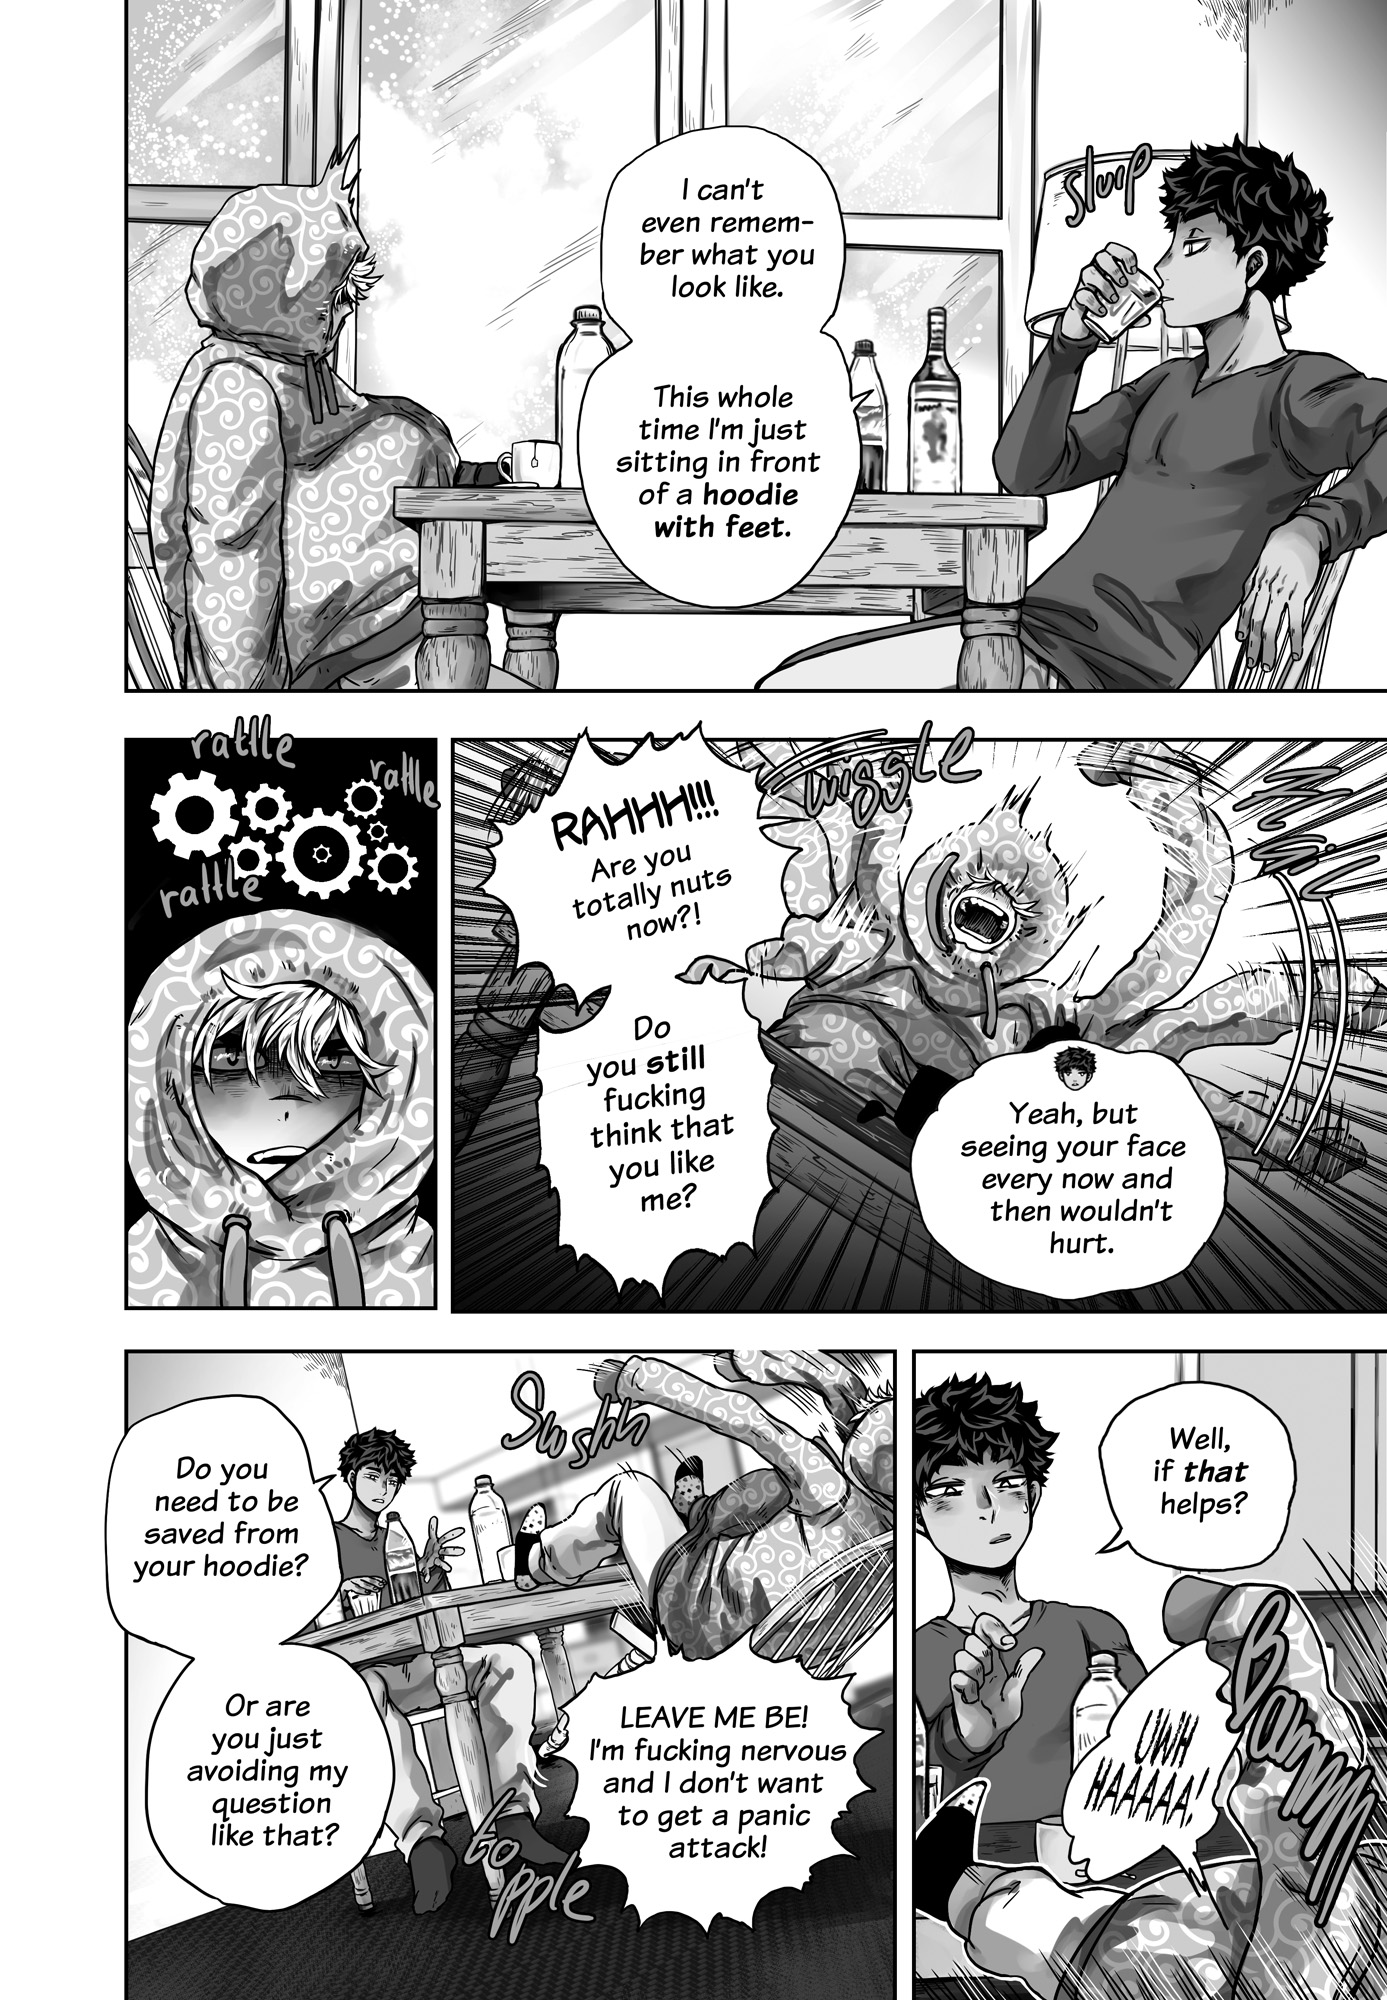 slurp
I can't
even remem-
ber what you
look like.
This whole
time I'm just
sitting in front
of a hoodie
with feet.
rattle
rattle
rattle
RAHHH!!!
Are you
totally nuts
now?!
Do
you still
fucking
think that
you like
me?
wiggle
Yeah, but
seeing your face
every now and
then wouldn't
hurt.
Do you
need to be
saved from
your hoodie?
Or are
you just
avoiding my
question
like that?
Swshh
LEAVE ME BE!
I'm fucking nervous
and I don't want
to get a panic
attack!
to
pple
Well,
if that
helps?
UWH
HAAAAA!
Bammm